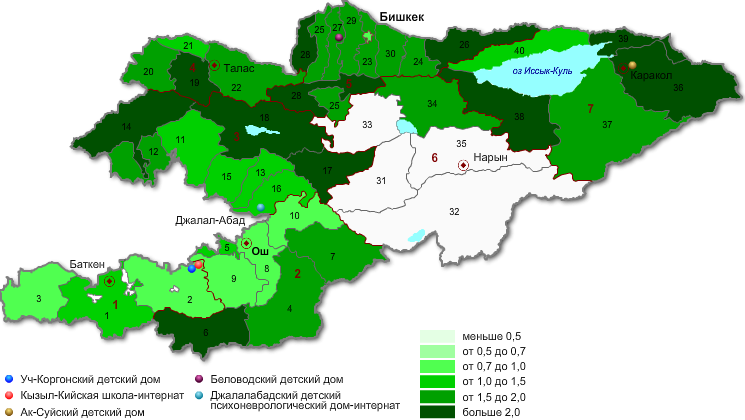 Бишкек
29
25
27
21
28
23
30
24
26
40
39
4
Талас
20
19
22
оз Иссык-Куль
Каракол
36
5
28
25
34
7
14
18
3
33
38
37
12
11
35
6
Нарын
17
31
15
13
16
32
10
Джалал-Абад
5
Ош
7
Баткен
8
2
9
3
1
1
2
4
6
меньше 0,5
от 0,5 до 0,7
от 0,7 до 1,0
от 1,0 до 1,5
от 1,5 до 2,0
больше 2,0
Уч-Коргонский детский дом
Кызыл-Кийская школа-интернат
Ак-Суйский детский дом
Беловодский детский дом
Джалалабадский детский
психоневрологический дом-интернат